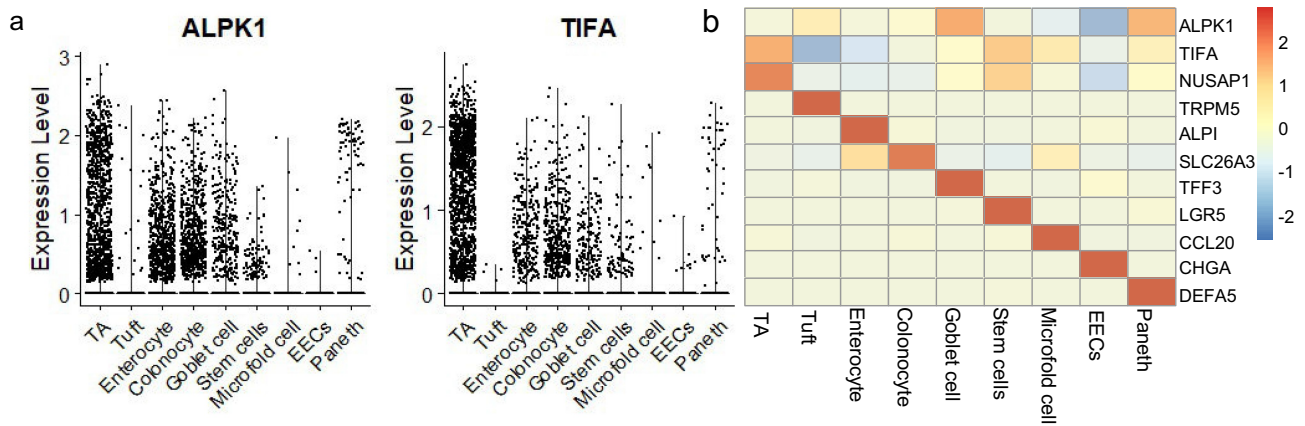 a
ALPK1
TIFA
b
Expression Level
3
2
1
0
TA
Tuft
Enterocyte
Colonocyte
Goblet cell
Stem cells
Microfold cell
EECs
Paneth
Expression Level
2
1
0
TA
Tuft
Enterocyte
Colonocyte
Goblet cell
Stem cells
Microfold cell
EECs
Paneth
ALPK1
TIFA
NUSAP1
TRPM5
ALPI
SLC26A3
TFF3
LGR5
CCL20
CHGA
DEFA5
TA
Tuft
Enterocyte
Colonocyte
Goblet cell
Stem cells
Microfold cell
EECs
Paneth
2
1
0
-1
-2